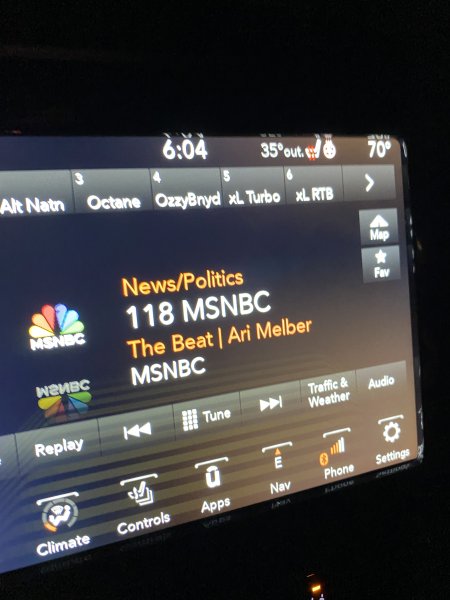 6:04
35°out.
70°
3
4
5
6
Alt Natn
Octane
OzzyBnyd
xL Turbo
xL RTB
Map
Fav
News/Politics
118 MSNBC
The Beat | Ari Melber
MSNBC
MSNBC
Replay
Tune
Traffic &
Weather
Audio
Climate
Controls
Apps
E
Nav
Phone
Settings